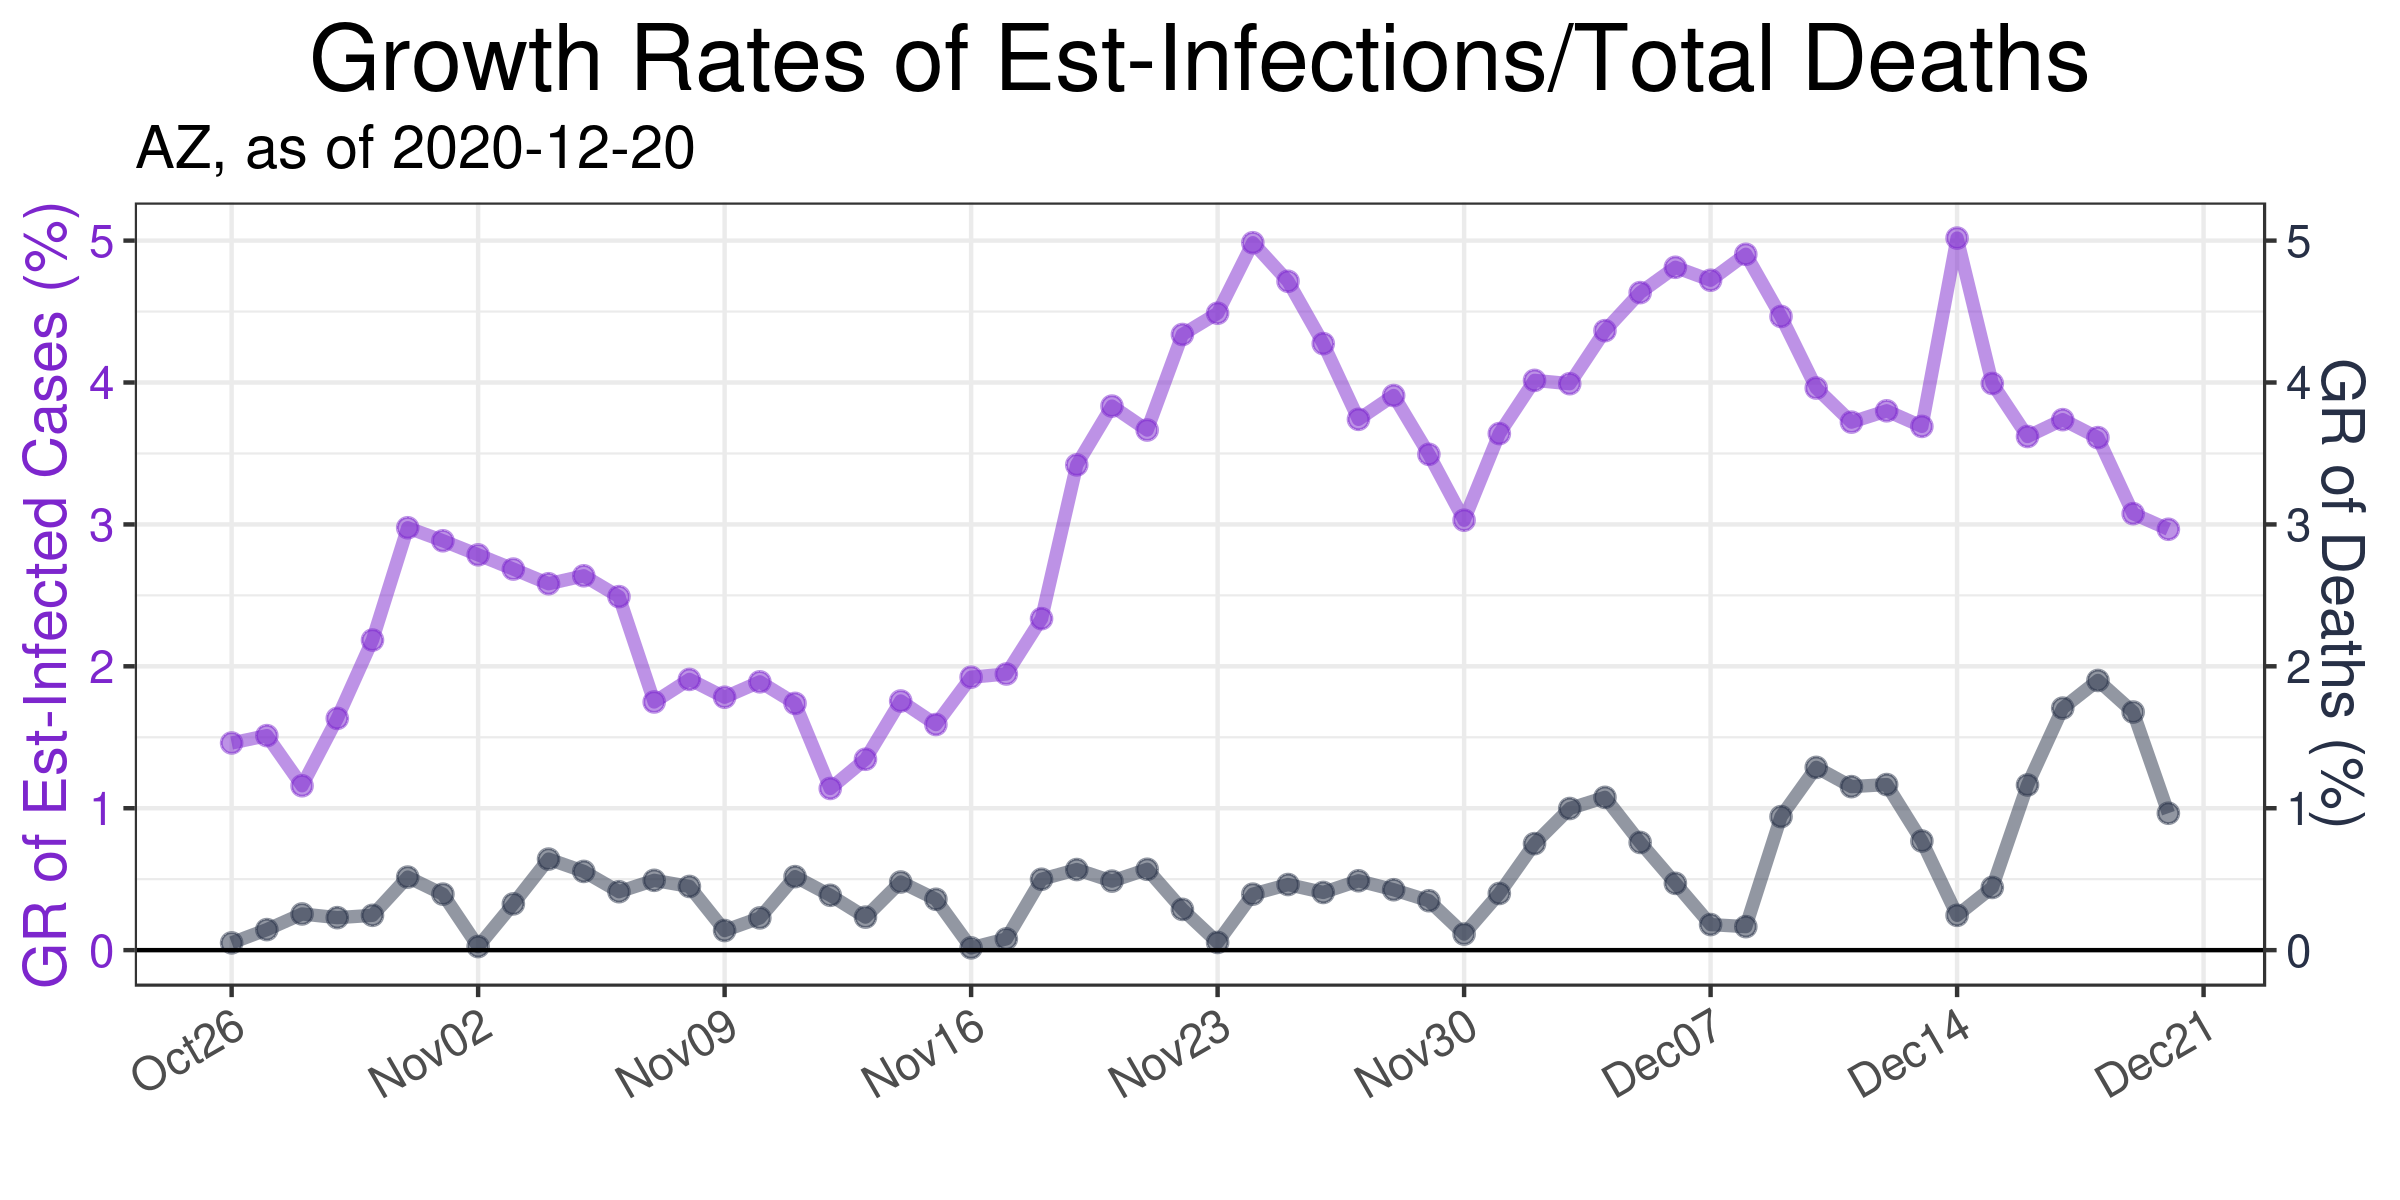 Growth Rates of Est-Infections/Total Deaths
AZ, as of 2020-12-20
GR of Est-Infected Cases (%)
5
4
3
2
1
0
5
4
3
2
1
0
GR of Deaths (%)
Oct26
Nov02
Nov09
Nov16
Nov23
Nov30
Dec07
Dec14
Dec21